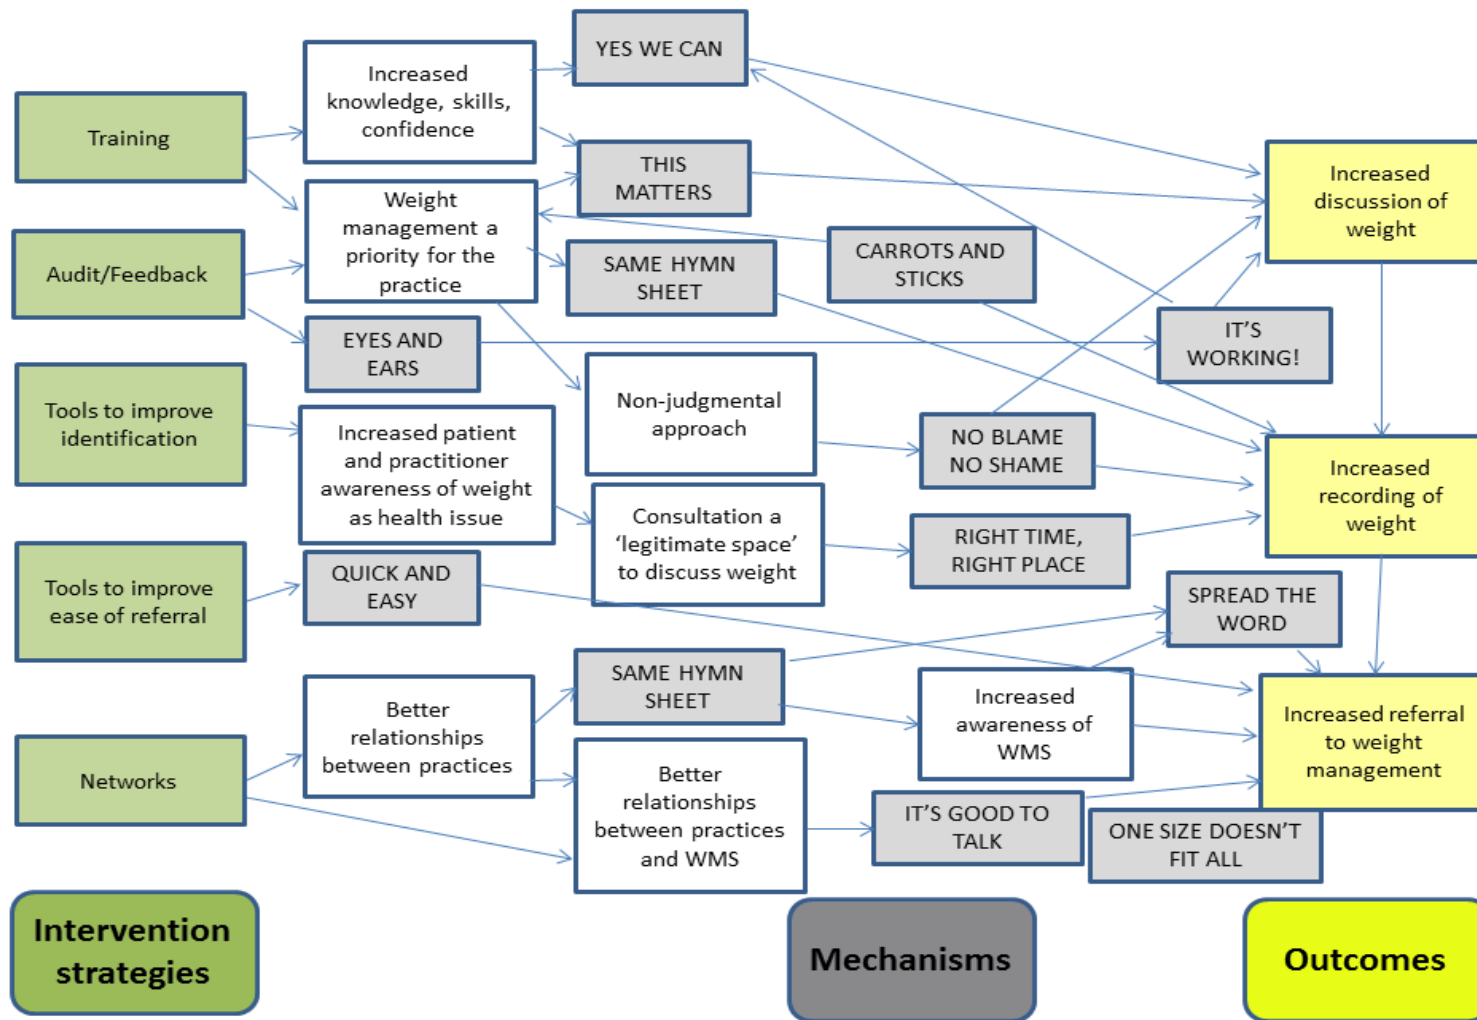 Training
Audit/Feedback
Tools to improve
identification
Tools to improve
ease of referral
Networks
Increased
knowledge, skills,
confidence
Weight
management a
priority for the
practice
EYES AND
EARS
Increased patient
and practitioner
awareness of weight
as health issue
QUICK AND
EASY
Better
relationships
between practices
YES WE CAN
THIS
MATTERS
SAME HYMN
SHEET
Non-judgmental
approach
Consultation a
‘legitimate space’
to discuss weight
SAME HYMN
SHEET
Better
relationships
between practices
and WMS
CARROTS AND
STICKS
NO BLAME
NO SHAME
RIGHT TIME,
RIGHT PLACE
Increased
awareness of
WMS
IT’S GOOD TO
TALK
IT’S
WORKING!
SPREAD THE
WORD
ONE SIZE DOESN’T
FIT ALL
Increased
discussion of
weight
Increased
recording of
weight
Increased referral
to weight
management
Intervention
strategies
Mechanisms
Outcomes